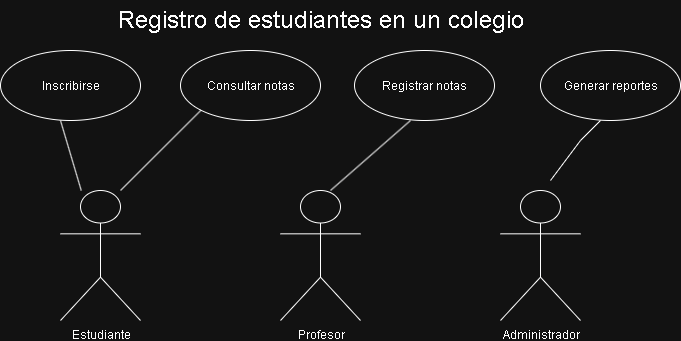 Registro de estudiantes en un colegio
Inscribirse
Consultar notas
Registrar notas
Generar reportes
Estudiante
Profesor
Administrador